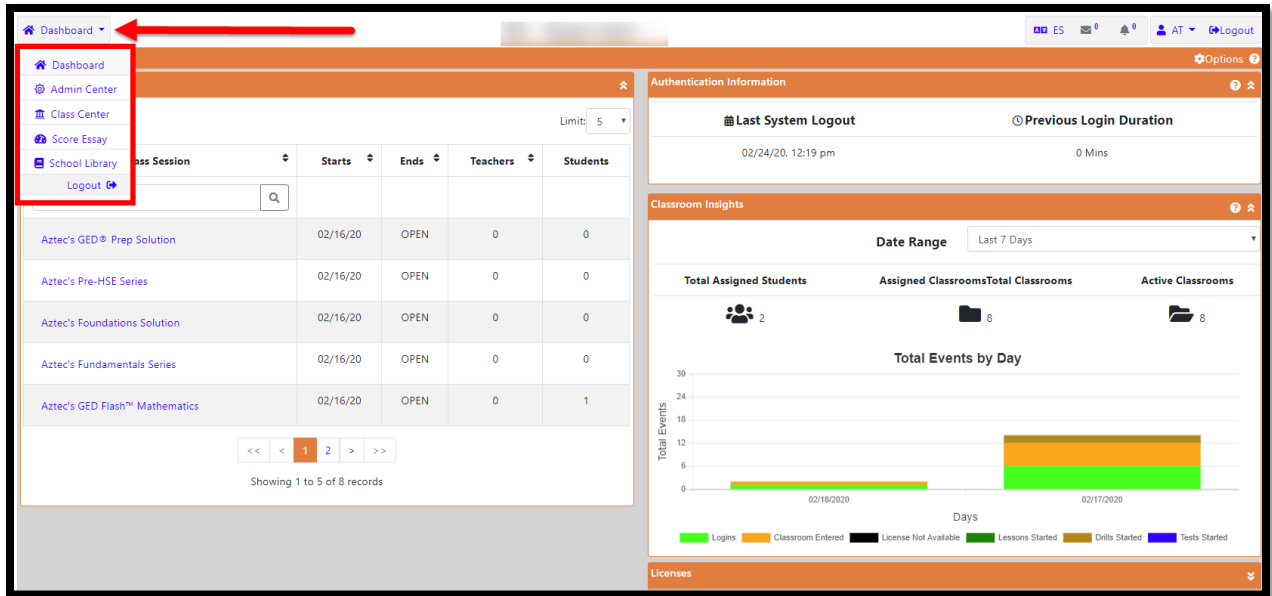 Dashboard
ES 0 0 AT Logout
Dashboard
Admin Center
Class Center
Score Essay
School Library
Logout
Options
Limit: 5
ass Session Starts Ends Teachers Students
Aztec's GED® Prep Solution 02/16/20 OPEN 0 0
Aztec's Pre-HSE Series 02/16/20 OPEN 0 0
Aztec's Foundations Solution 02/16/20 OPEN 0 0
Aztec's Fundamentals Series 02/16/20 OPEN 0 0
Aztec's GED Flash™ Mathematics 02/16/20 OPEN 0 1
<< < 1 2 > >>
Showing 1 to 5 of 8 records
Authentication Information
Last System Logout Previous Login Duration
02/24/20, 12:19 pm 0 Mins
Classroom Insights
Date Range Last 7 Days
Total Assigned Students Assigned ClassroomsTotal Classrooms Active Classrooms
2 8 8
Total Events by Day
30
24
18
12
6
0
Total Events
02/18/2020 02/17/2020
Days
Logins Classroom Entered License Not Available Lessons Started Drills Started Tests Started
Licenses